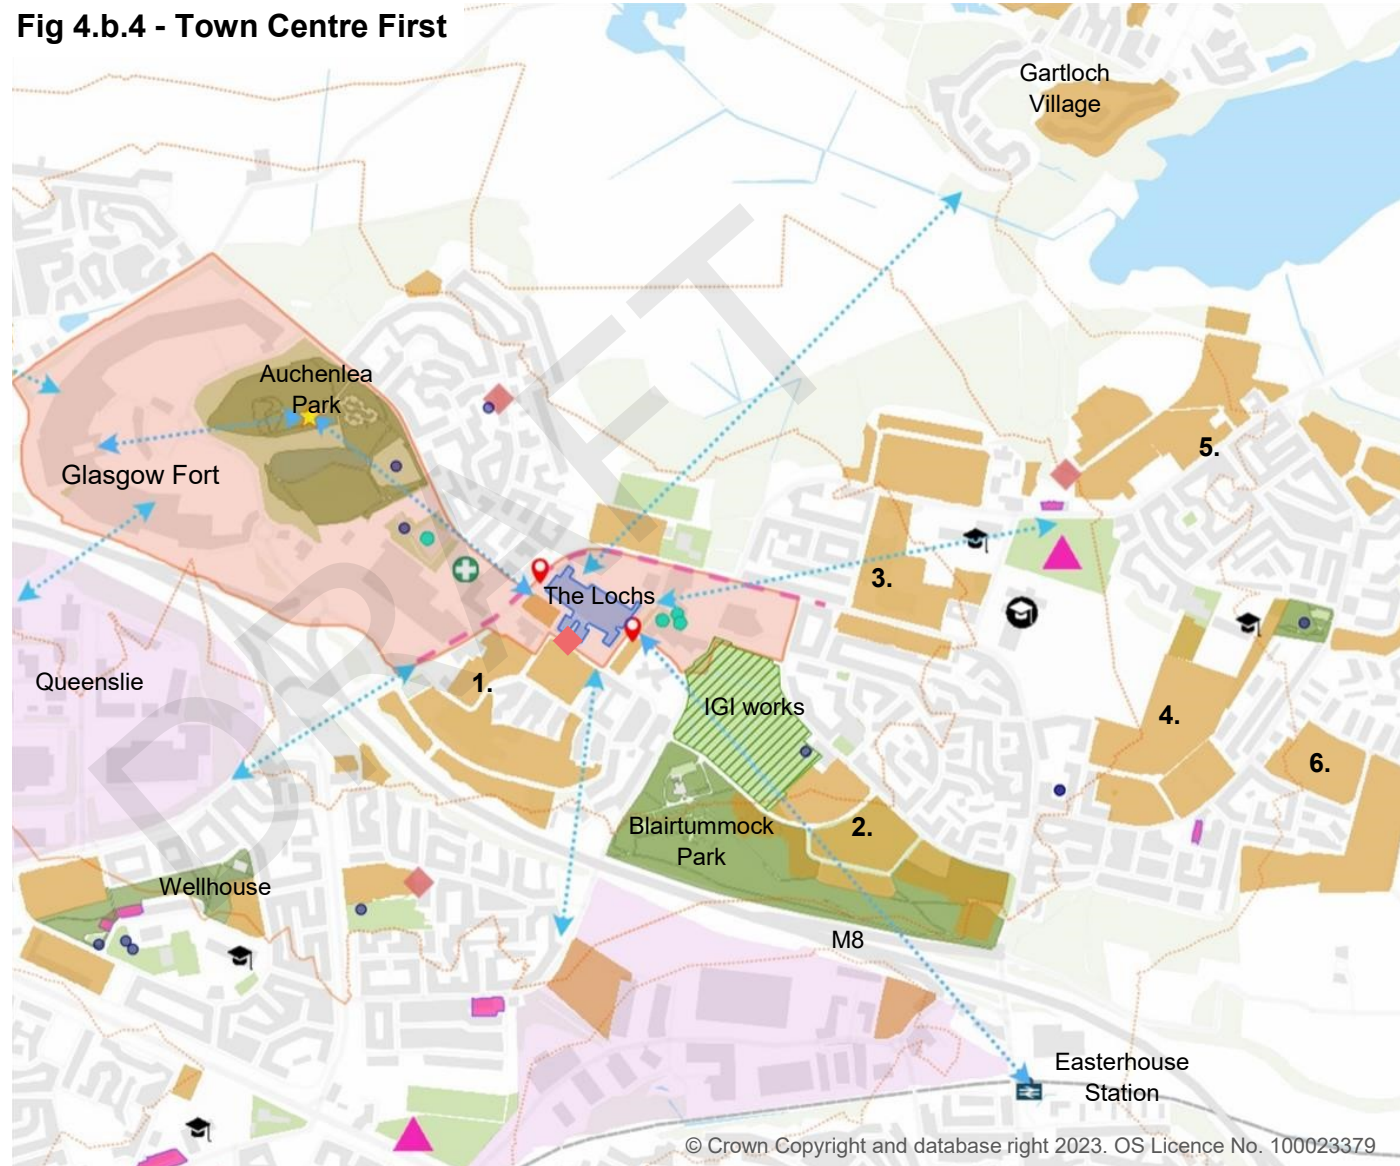 Fig 4.b.4 - Town Centre First
Gartloch
Village
Auchenlea
Park
Glasgow Fort
5.
3.
The Lochs
Queenslie
1.
IGI works
4.
6.
Blairtummock
Park
2.
Wellhouse
M8
Easterhouse
Station
DRAFT
© Crown Copyright and database right 2023. OS Licence No. 100023379